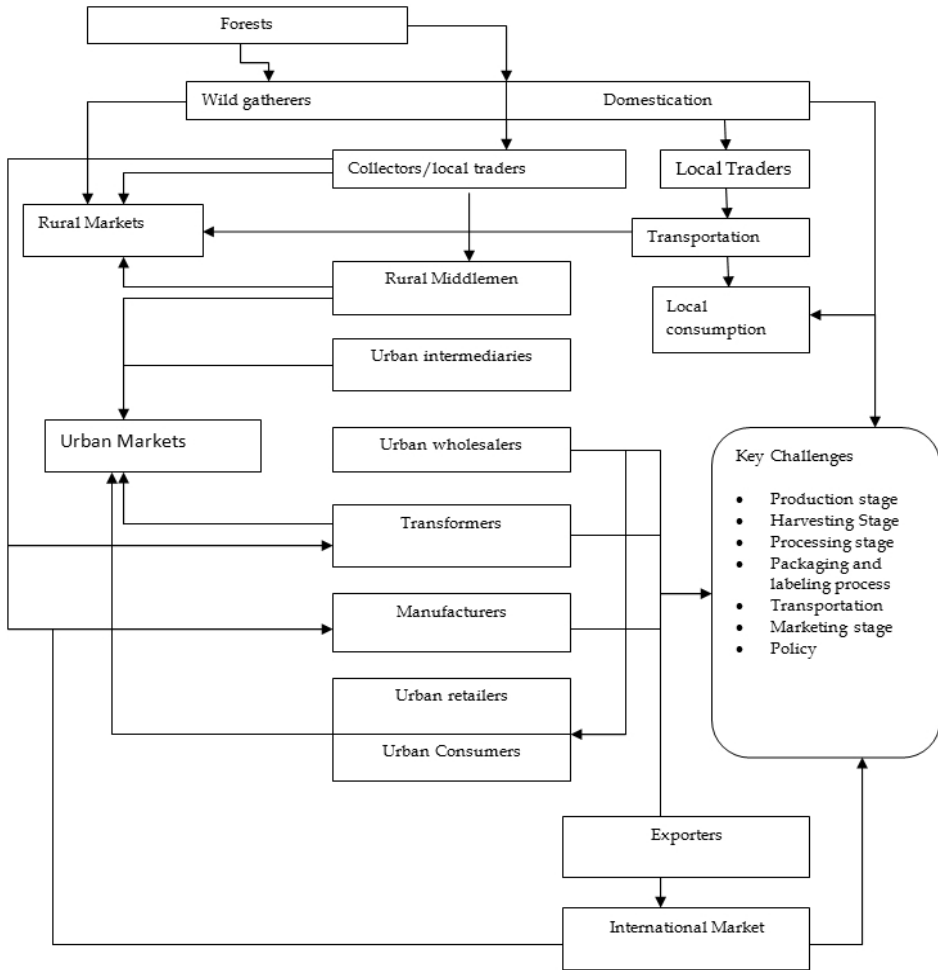 Forests
Wild gatherers
Domestication
Collectors/local traders
Local Traders
Rural Markets
Transportation
Rural Middlemen
Local
consumption
Urban intermediaries
Urban Markets
Urban wholesalers
Key Challenges
• Production stage
• Harvesting Stage
• Processing stage
• Packaging and
labeling process
• Transportation
• Marketing stage
• Policy
Transformers
Manufacturers
Urban retailers
Urban Consumers
Exporters
International Market